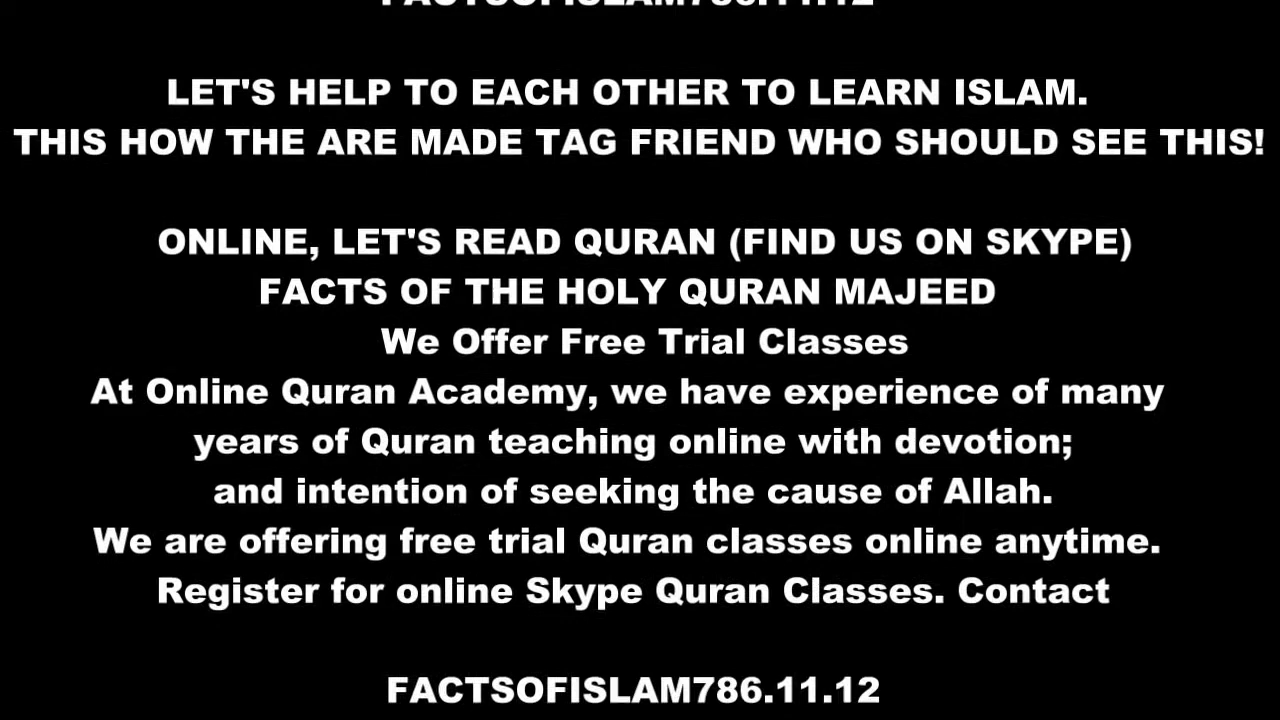 FACTSOFISLAM786.11.12
LET'S HELP TO EACH OTHER TO LEARN ISLAM.
THIS HOW THE ARE MADE TAG FRIEND WHO SHOULD SEE THIS!
ONLINE, LET'S READ QURAN (FIND US ON SKYPE)
FACTS OF THE HOLY QURAN MAJEED
We Offer Free Trial Classes
At Online Quran Academy, we have experience of many
years of Quran teaching online with devotion;
and intention of seeking the cause of Allah.
We are offering free trial Quran classes online anytime.
Register for online Skype Quran Classes. Contact
FACTSOFISLAM786.11.12